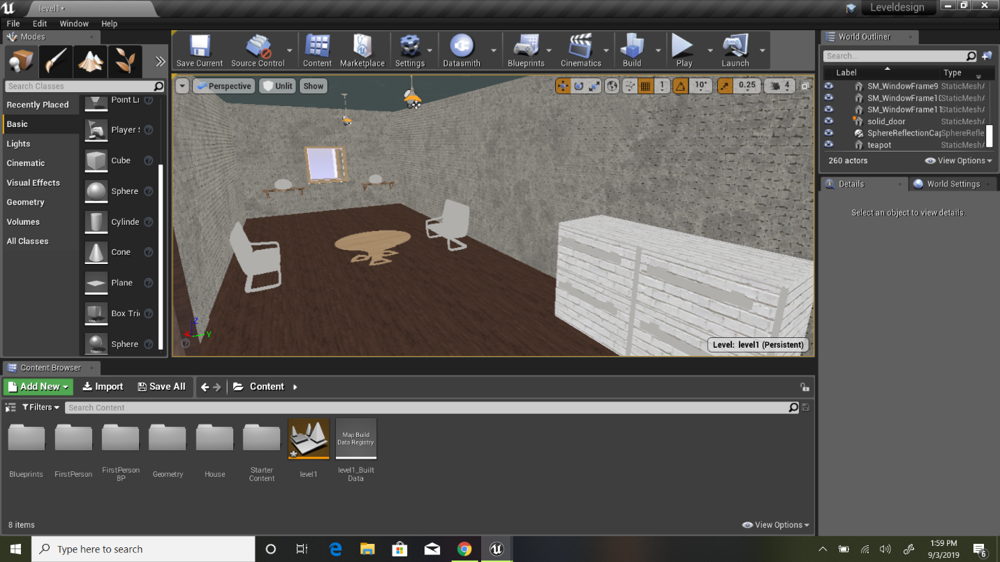 level1•
Leveldesign
File Edit Window Help
Modes
Search Classes
Recently Placed
Basic
Lights
Cinematic
Visual Effects
Geometry
Volumes
All Classes
Point Li
Player S
Cube
Sphere
Cylinde
Cone
Plane
Box Tri
Sphere
Save Current
Source Control
Content
Marketplace
Settings
Datasmith
Blueprints
Cinematics
Build
Play
Launch
Perspective
Unlit
Show
1
10°
0.25
4
X
Y
Z
Level: level1 (Persistent)
World Outliner
Search...
Label Type
SM_WindowFrame9 StaticMeshA
SM_WindowFrame10 StaticMeshA
SM_WindowFrame11 StaticMeshA
solid_door StaticMeshA
SphereReflectionCap SphereRefle
teapot StaticMeshA
260 actors
View Options
Details
World Settings
Select an object to view details.
Content Browser
Add New
Import
Save All
Content
Filters
Search Content
Map Build
Data Registry
Blueprints
FirstPerson
FirstPerson
BP
Geometry
House
Starter
Content
level1
level1_Built
Data
8 items
View Options
Type here to search
1:59 PM
9/3/2019
6